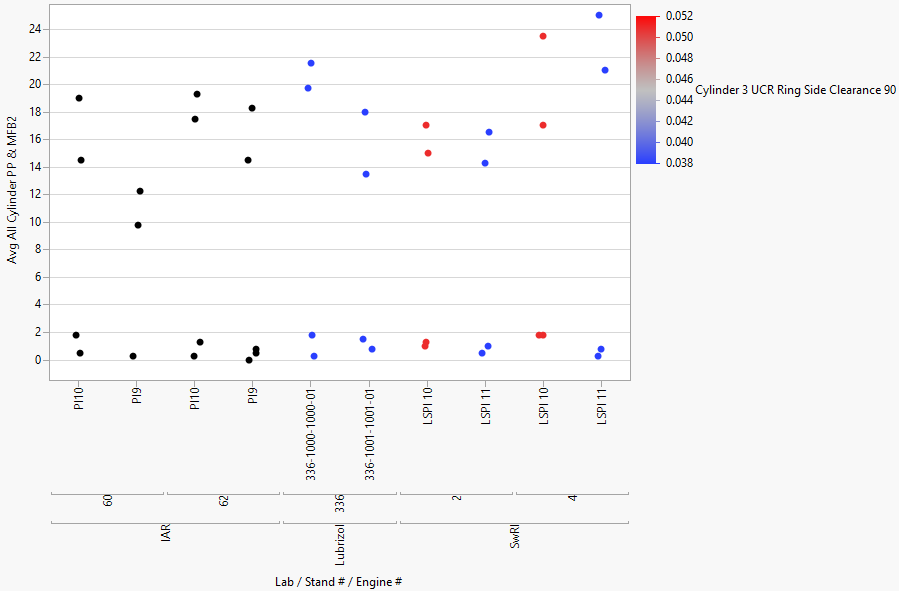 24
22
20
18
16
14
12
10
8
6
4
2
0
Avg All Cylinder PP & MFB2
PI10
PI9
PI10
PI9
336-1000-1000-01
336-1001-1001-01
LSPI 10
LSPI 11
LSPI 10
LSPI 11
60
62
336
2
4
IAR
Lubrizol
SwRI
Lab / Stand # / Engine #
0.052
0.050
0.048
0.046
0.044
0.042
0.040
0.038
Cylinder 3 UCR Ring Side Clearance 90